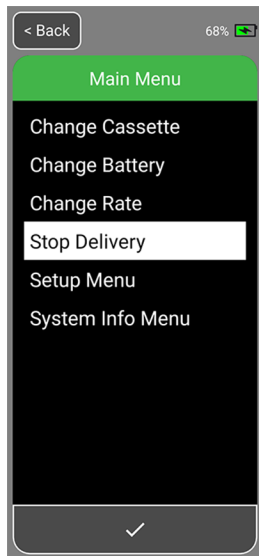 < Back
68%
Main Menu
Change Cassette
Change Battery
Change Rate
Stop Delivery
Setup Menu
System Info Menu